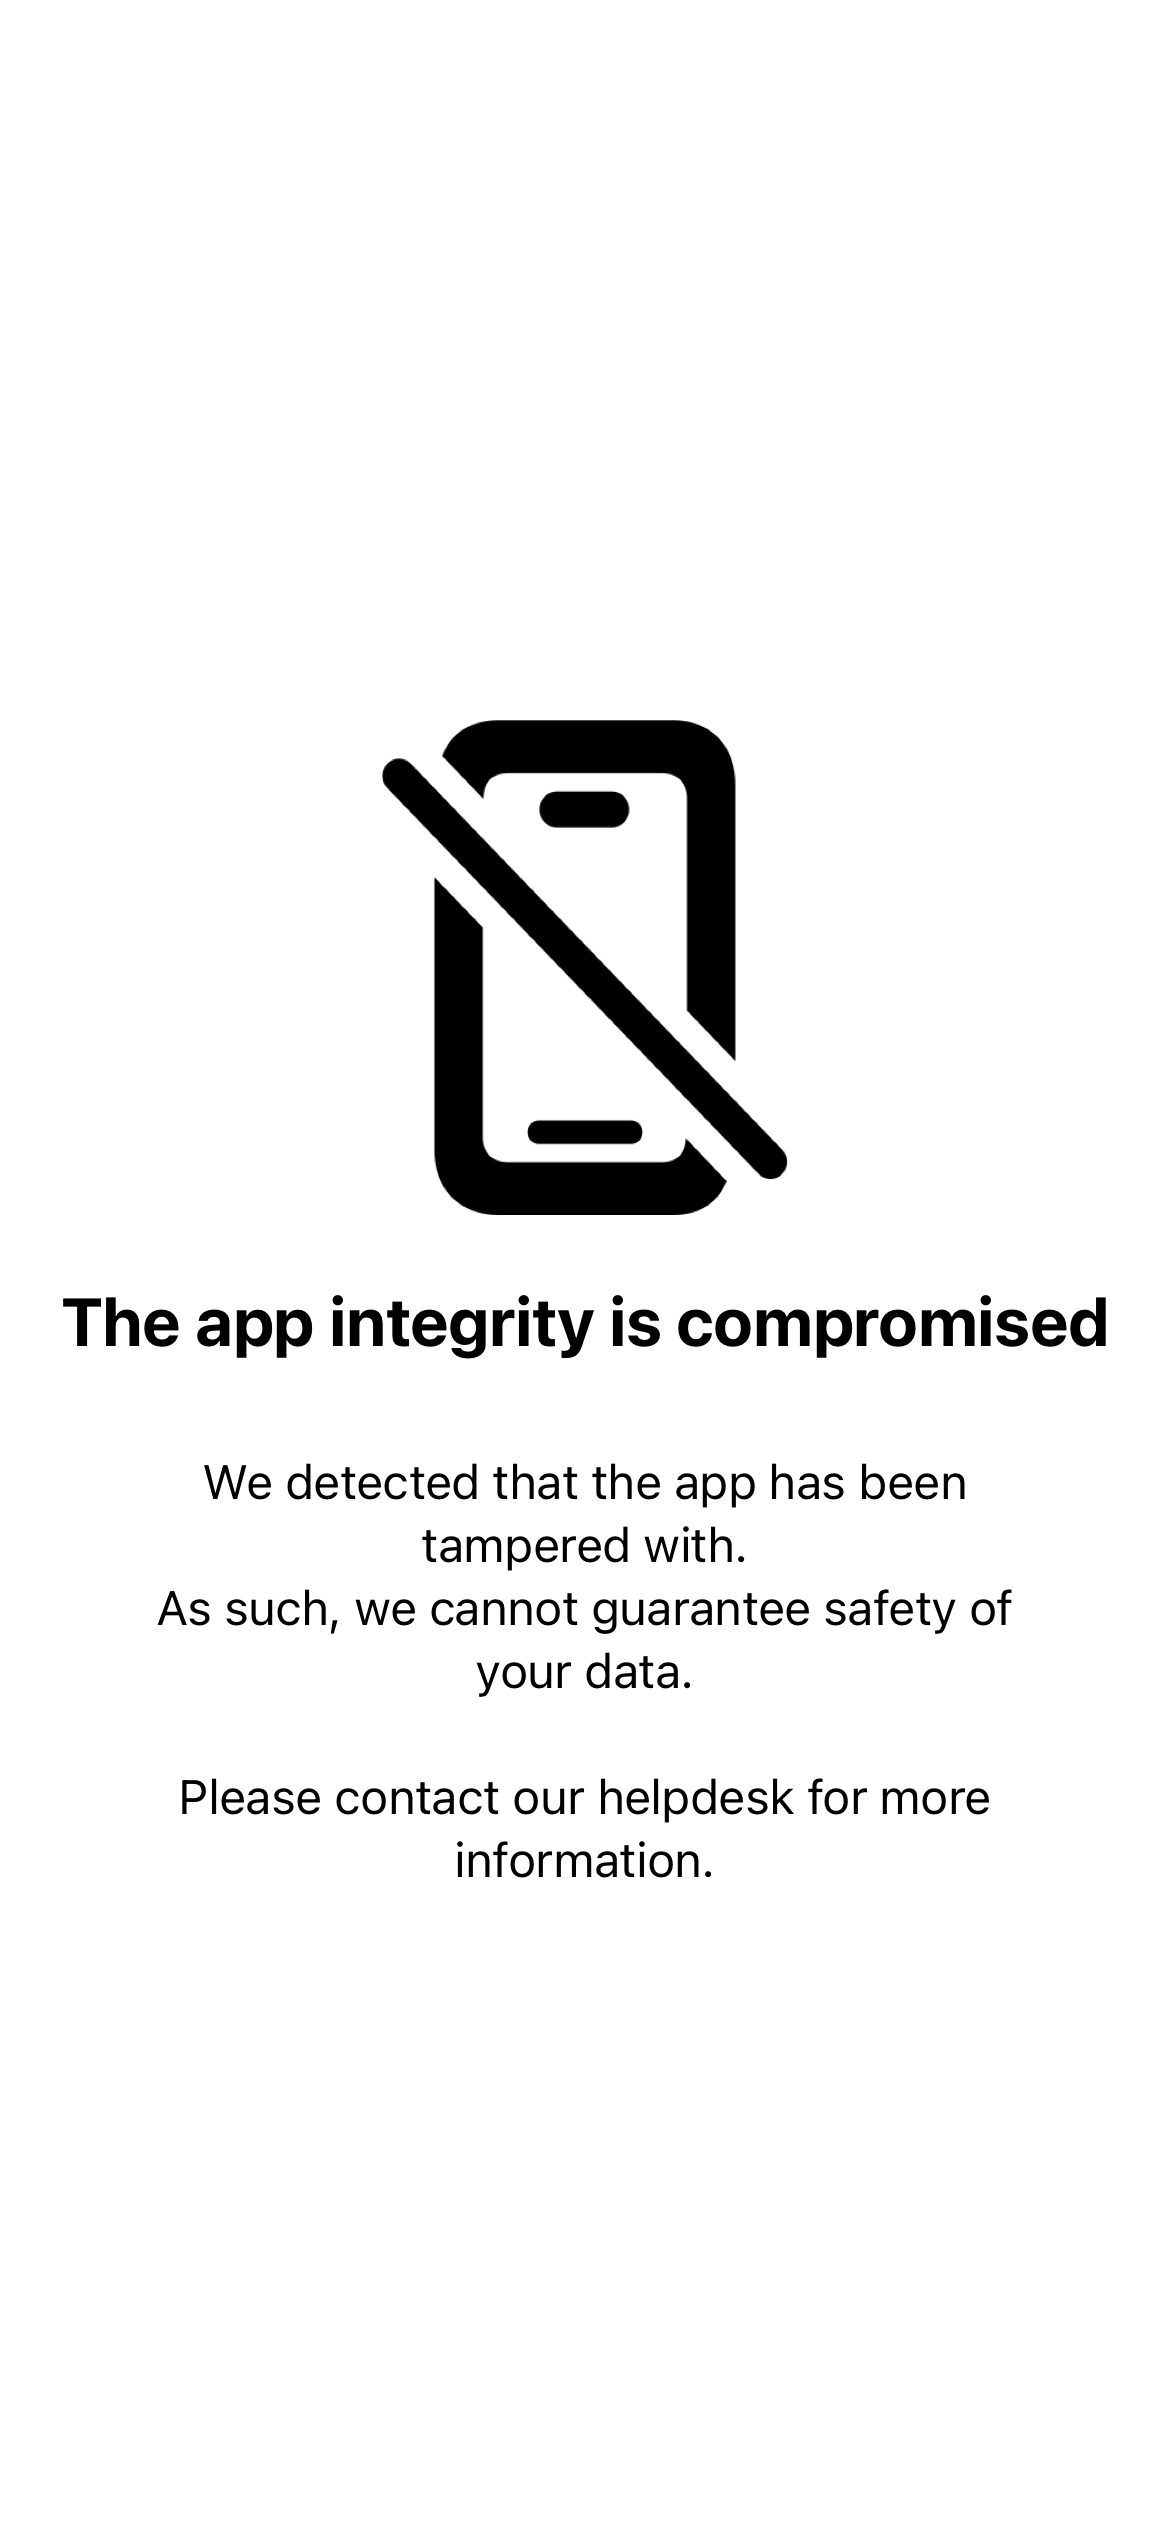 The app integrity is compromised
We detected that the app has been
tampered with.
As such, we cannot guarantee safety of
your data.
Please contact our helpdesk for more
information.